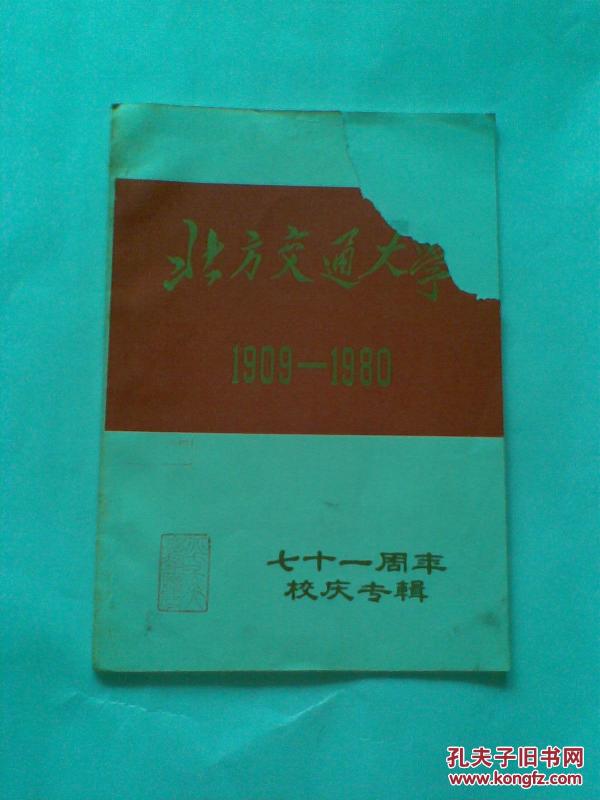 北方交通大学
1909—1980
七十一周年
校庆专輯
孔夫子旧书网
www.kongfz.com